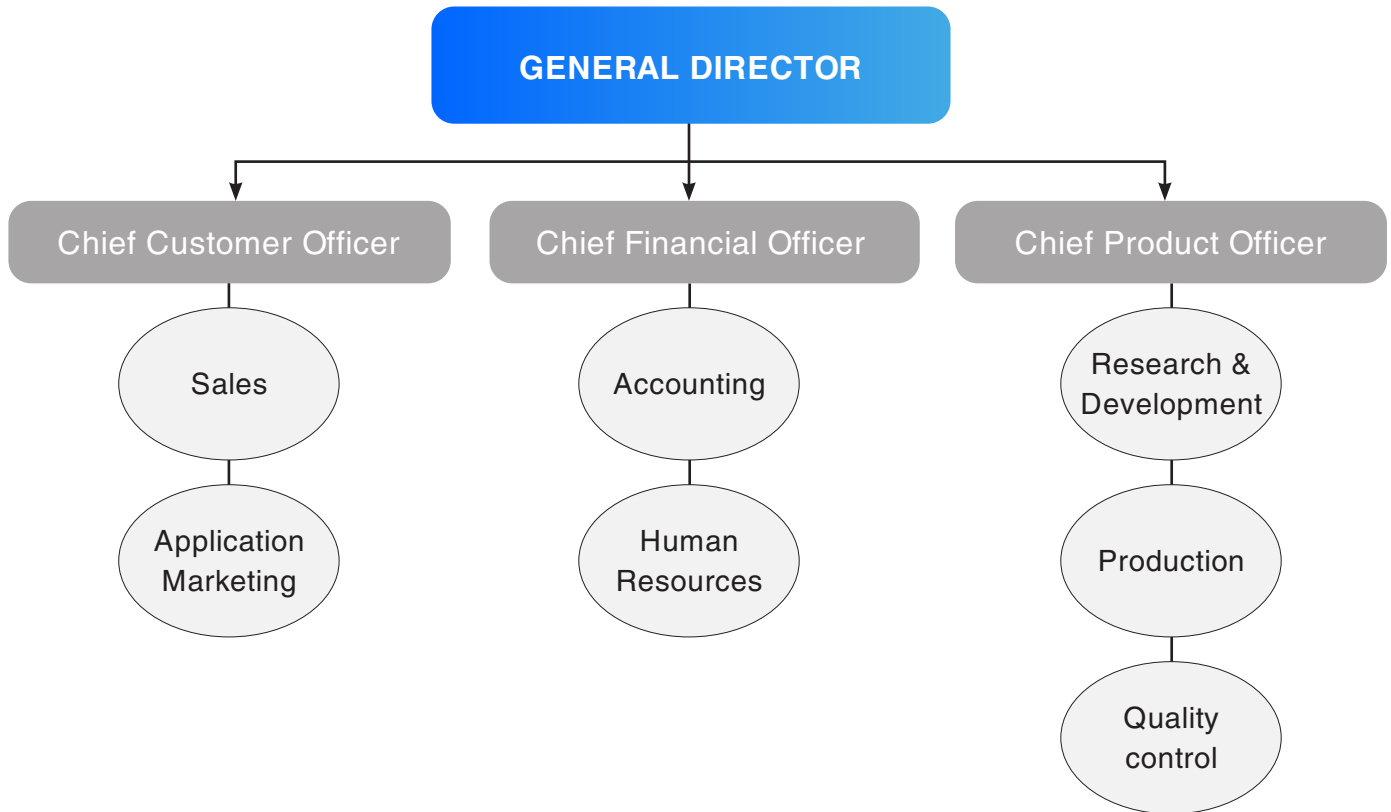 GENERAL DIRECTOR
Chief Customer Officer
Chief Financial Officer
Chief Product Officer
Sales
Accounting
Research &
Development
Application
Marketing
Human
Resources
Production
Quality
control